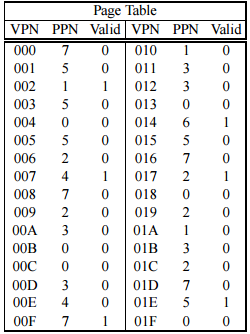 Page Table
VPN PPN Valid VPN PPN Valid
000 7 0 010 1 0
001 5 0 011 3 0
002 1 1 012 3 0
003 5 0 013 0 0
004 0 0 014 6 1
005 5 0 015 5 0
006 2 0 016 7 0
007 4 1 017 2 1
008 7 0 018 0 0
009 2 0 019 2 0
00A 3 0 01A 1 0
00B 0 0 01B 3 0
00C 0 0 01C 2 0
00D 3 0 01D 7 0
00E 4 0 01E 5 1
00F 7 1 01F 0 0